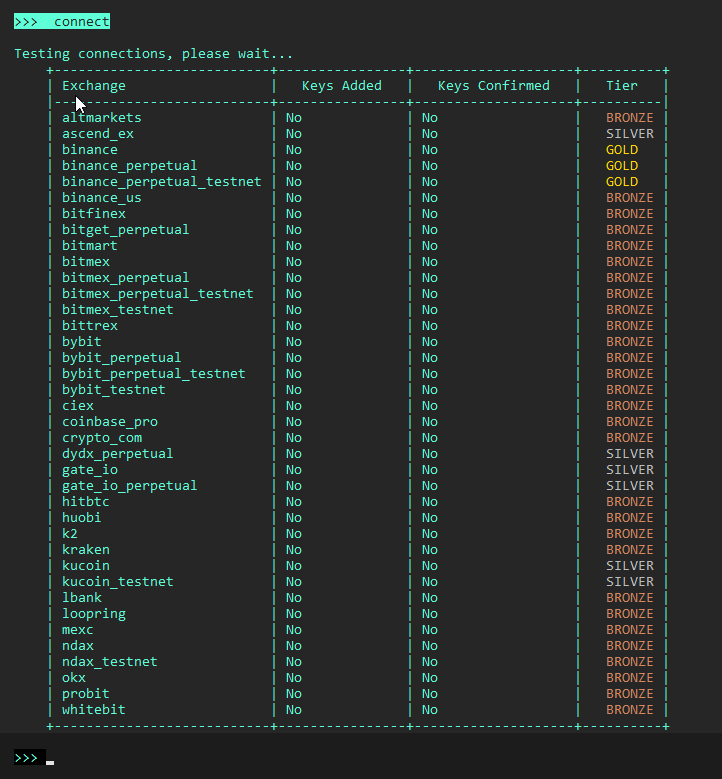 >>>  connect
Testing connections, please wait...
+---------------------------+----------------+--------------------+----------+
| Exchange                  |   Keys Added   |   Keys Confirmed   |   Tier   |
|---------------------------+----------------+--------------------+----------|
| altmarkets                | No             | No                 |   BRONZE |
| ascend_ex                 | No             | No                 |   SILVER |
| binance                   | No             | No                 |   GOLD   |
| binance_perpetual         | No             | No                 |   GOLD   |
| binance_perpetual_testnet | No             | No                 |   GOLD   |
| binance_us                | No             | No                 |   BRONZE |
| bitfinex                  | No             | No                 |   BRONZE |
| bitget_perpetual          | No             | No                 |   BRONZE |
| bitmart                   | No             | No                 |   BRONZE |
| bitmex                    | No             | No                 |   BRONZE |
| bitmex_perpetual          | No             | No                 |   BRONZE |
| bitmex_perpetual_testnet  | No             | No                 |   BRONZE |
| bitmex_testnet            | No             | No                 |   BRONZE |
| bittrex                   | No             | No                 |   BRONZE |
| bybit                     | No             | No                 |   BRONZE |
| bybit_perpetual           | No             | No                 |   BRONZE |
| bybit_perpetual_testnet   | No             | No                 |   BRONZE |
| bybit_testnet             | No             | No                 |   BRONZE |
| ciex                      | No             | No                 |   BRONZE |
| coinbase_pro              | No             | No                 |   BRONZE |
| crypto_com                | No             | No                 |   BRONZE |
| dydx_perpetual            | No             | No                 |   SILVER |
| gate_io                   | No             | No                 |   SILVER |
| gate_io_perpetual         | No             | No                 |   SILVER |
| hitbtc                    | No             | No                 |   BRONZE |
| huobi                     | No             | No                 |   BRONZE |
| k2                        | No             | No                 |   BRONZE |
| kraken                    | No             | No                 |   BRONZE |
| kucoin                    | No             | No                 |   SILVER |
| kucoin_testnet            | No             | No                 |   SILVER |
| lbank                     | No             | No                 |   BRONZE |
| loopring                  | No             | No                 |   BRONZE |
| mexc                      | No             | No                 |   BRONZE |
| ndax                      | No             | No                 |   BRONZE |
| ndax_testnet              | No             | No                 |   BRONZE |
| okx                       | No             | No                 |   BRONZE |
| probit                    | No             | No                 |   BRONZE |
| whitebit                  | No             | No                 |   BRONZE |
+---------------------------+----------------+--------------------+----------+
>>> _